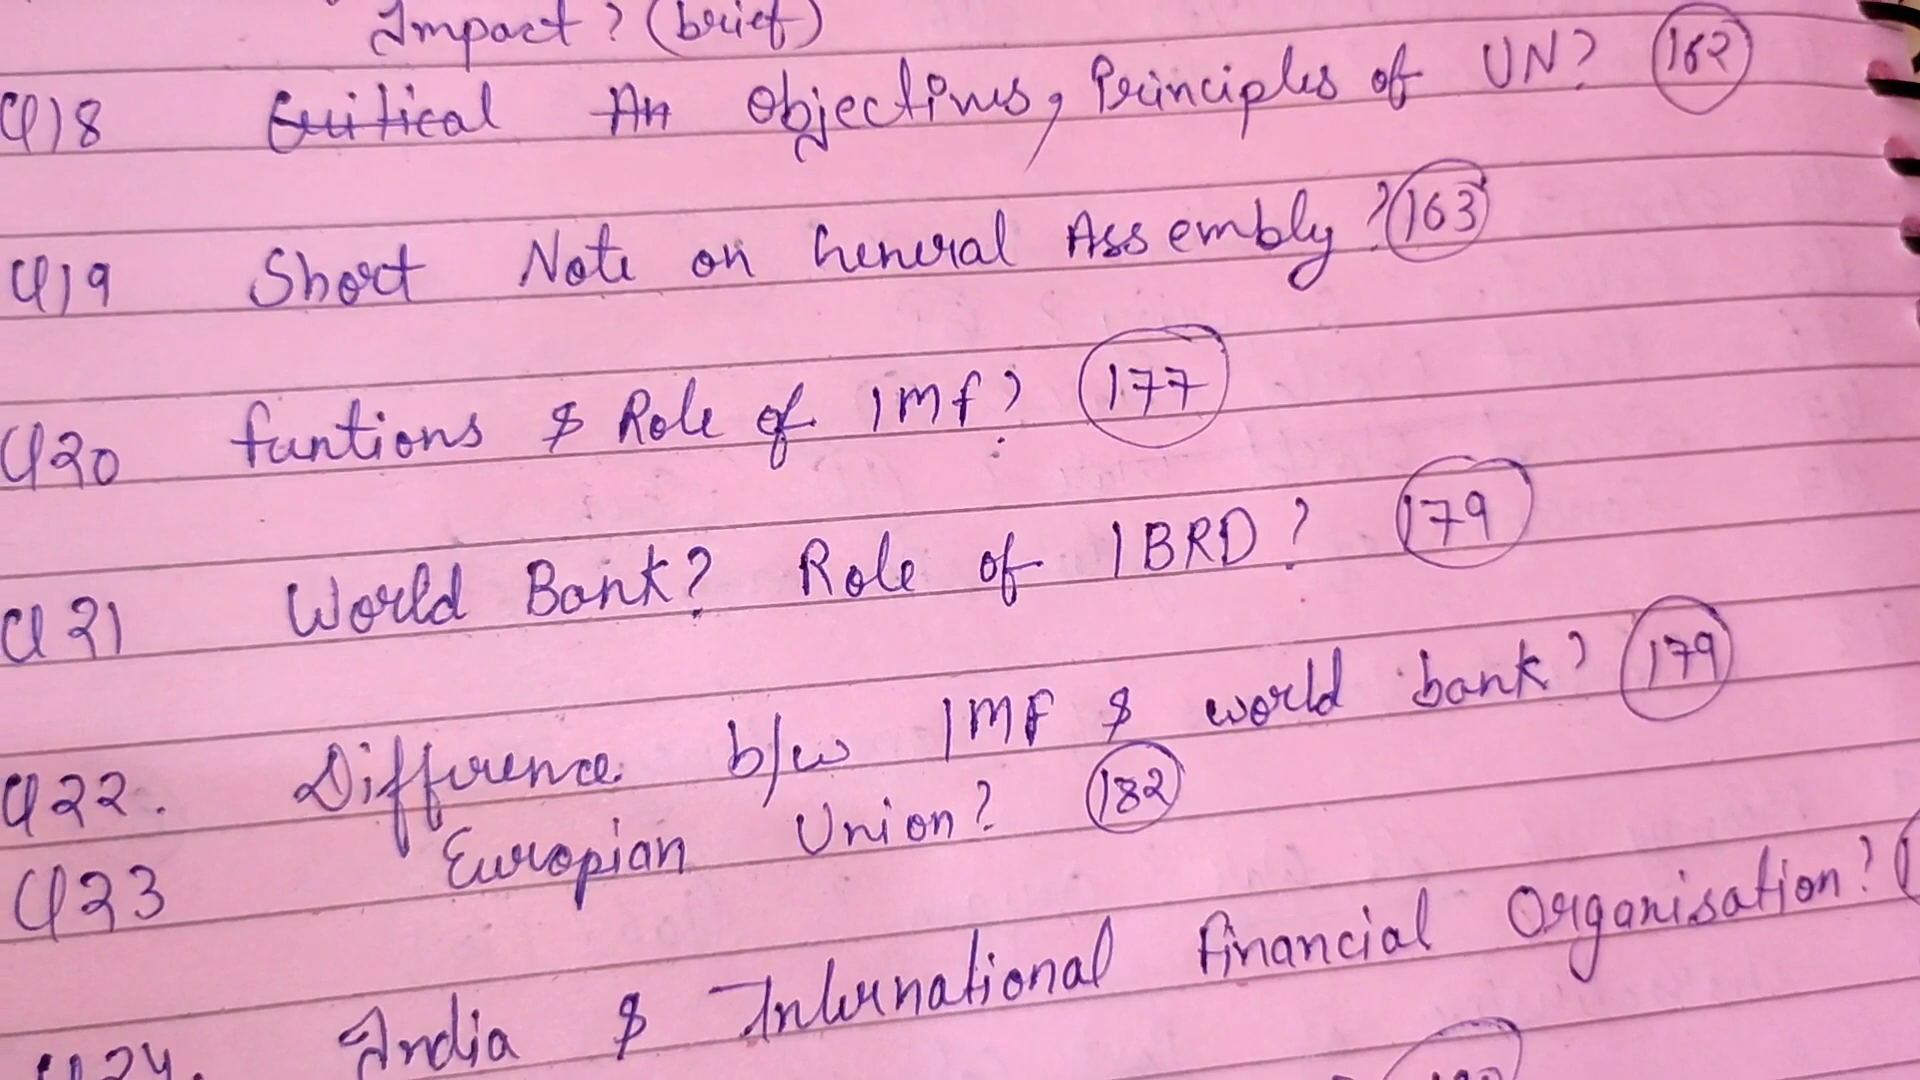 Impact? (brief)
Q18 Critical An Objectives, Principles of UN? 162
Q19 Short Note on General Assembly? 163
Q20 funtions & Role of IMF? 177
Q21 World Bank? Role of IBRD? 179
Q22. Difference b/w IMF & world bank? 179
Q23 Europian Union? 182
Q24. India & International financial Organisation?